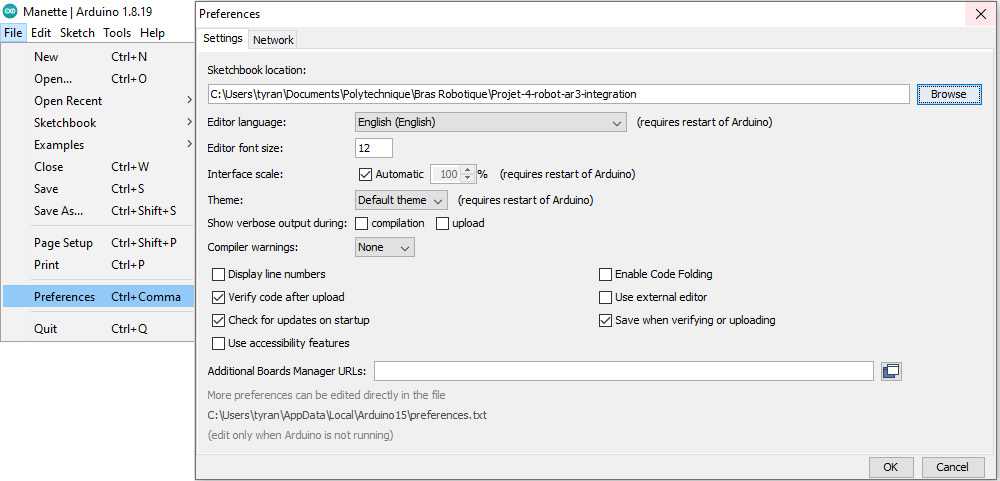 Manette | Arduino 1.8.19
File Edit Sketch Tools Help
New Ctrl+N
Open... Ctrl+O
Open Recent
Sketchbook
Examples
Close Ctrl+W
Save Ctrl+S
Save As... Ctrl+Shift+S
Page Setup Ctrl+Shift+P
Print Ctrl+P
Preferences Ctrl+Comma
Quit Ctrl+Q
Preferences
Settings Network
Sketchbook location:
C:\Users\tyran\Documents\Polytechnique\Bras Robotique\Projet-4-robot-ar3-integration Browse
Editor language: English (English) (requires restart of Arduino)
Editor font size: 12
Interface scale: Automatic 100 % (requires restart of Arduino)
Theme: Default theme (requires restart of Arduino)
Show verbose output during: compilation upload
Compiler warnings: None
Display line numbers Enable Code Folding
Verify code after upload Use external editor
Check for updates on startup Save when verifying or uploading
Use accessibility features
Additional Boards Manager URLs:
More preferences can be edited directly in the file
C:\Users\tyran\AppData\Local\Arduino15\preferences.txt
(edit only when Arduino is not running)
OK Cancel